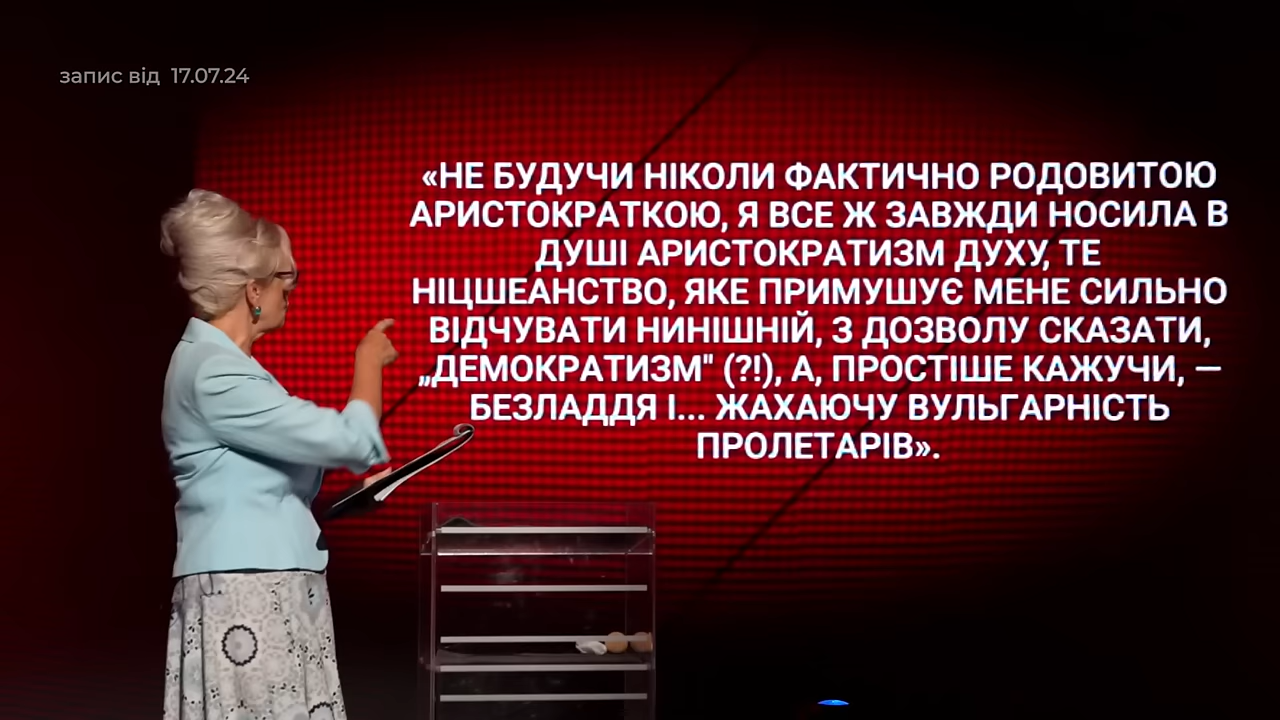 запис від 17.07.24
«НЕ БУДУЧИ НІКОЛИ ФАКТИЧНО РОДОВИТОЮ
АРИСТОКРАТКОЮ, Я ВСЕ Ж ЗАВЖДИ НОСИЛА В
ДУШІ АРИСТОКРАТИЗМ ДУХУ, ТЕ
НІЦШЕАНСТВО, ЯКЕ ПРИМУШУЄ МЕНЕ СИЛЬНО
ВІДЧУВАТИ НИНІШНІЙ, З ДОЗВОЛУ СКАЗАТИ,
„ДЕМОКРАТИЗМ" (?!), А, ПРОСТІШЕ КАЖУЧИ, —
БЕЗЛАДДЯ І... ЖАХАЮЧУ ВУЛЬГАРНІСТЬ
ПРОЛЕТАРІВ».